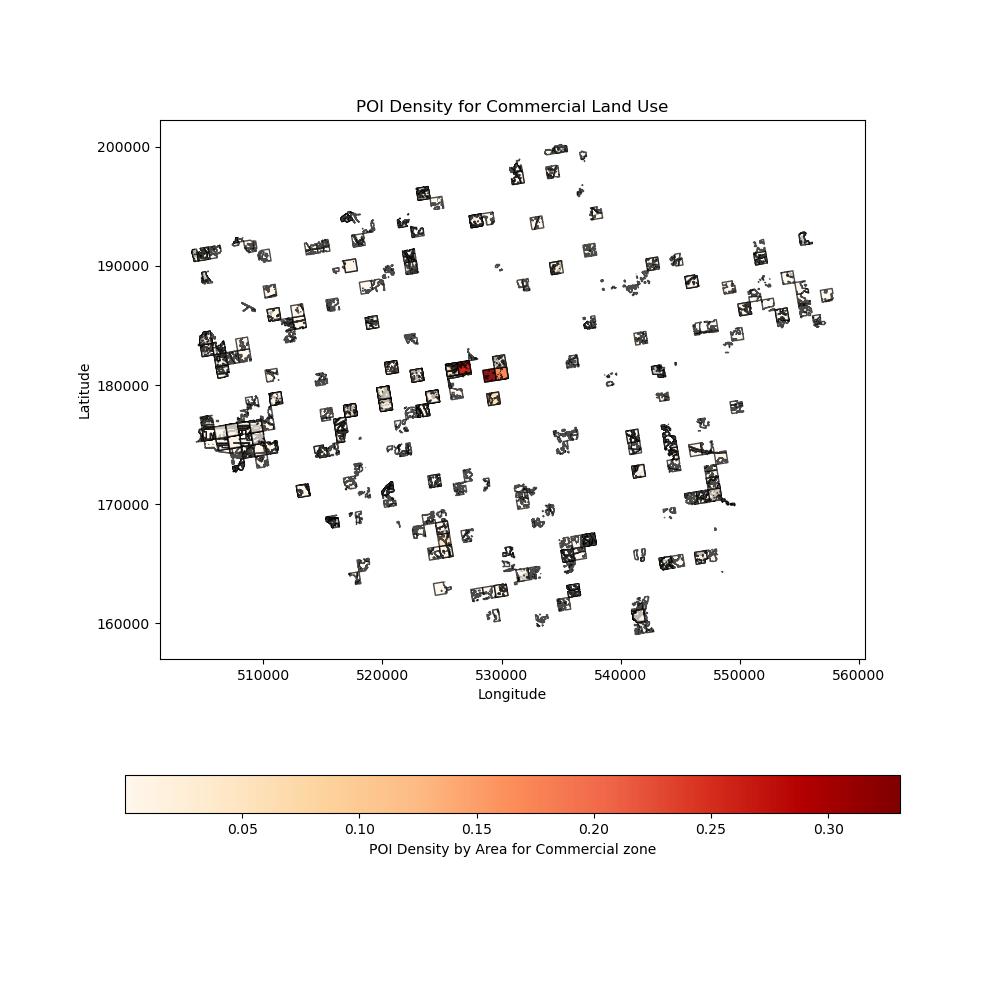 POI Density for Commercial Land Use
200000
190000
180000
170000
160000
Latitude
510000 520000 530000 540000 550000 560000
Longitude
0.05 0.10 0.15 0.20 0.25 0.30
POI Density by Area for Commercial zone